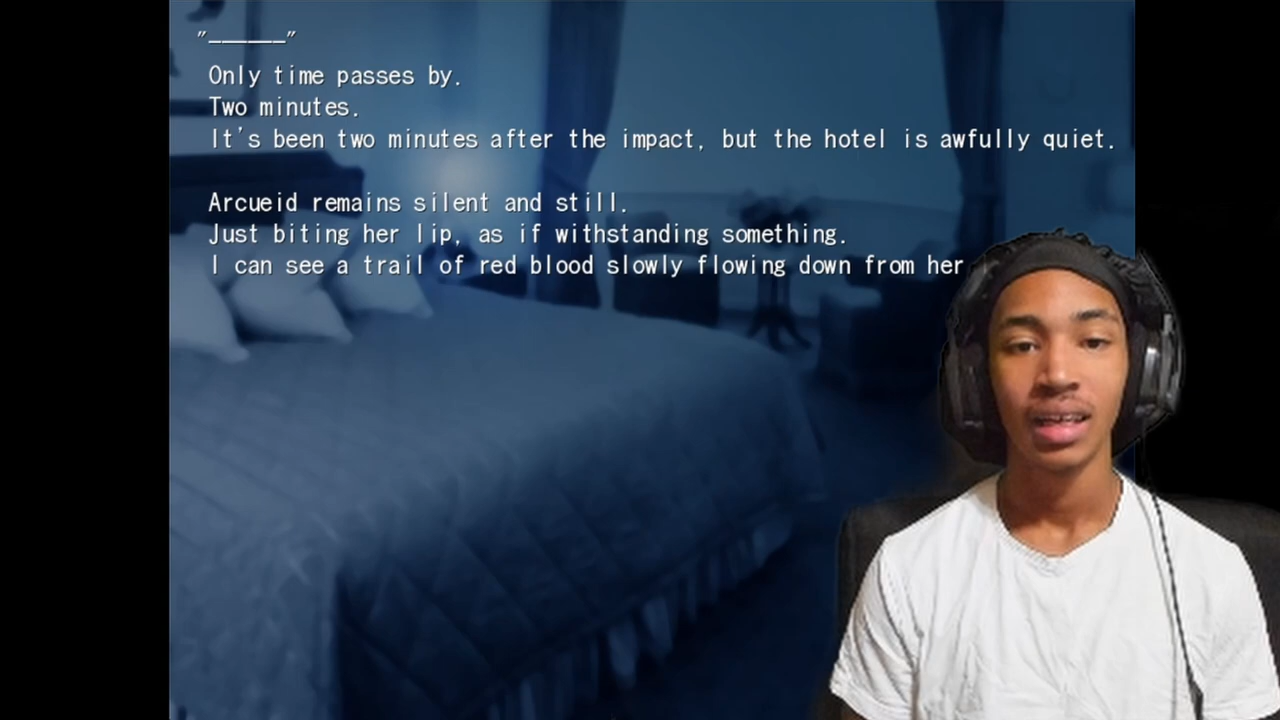 "______"
Only time passes by.
Two minutes.
It's been two minutes after the impact, but the hotel is awfully quiet.
Arcueid remains silent and still.
Just biting her lip, as if withstanding something.
I can see a trail of red blood slowly flowing down from her